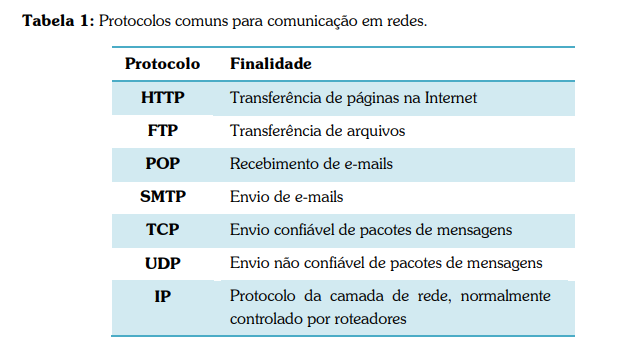 Tabela 1: Protocolos comuns para comunicação em redes.
Protocolo Finalidade
HTTP Transferência de páginas na Internet
FTP Transferência de arquivos
POP Recebimento de e-mails
SMTP Envio de e-mails
TCP Envio confiável de pacotes de mensagens
UDP Envio não confiável de pacotes de mensagens
IP Protocolo da camada de rede, normalmente
controlado por roteadores